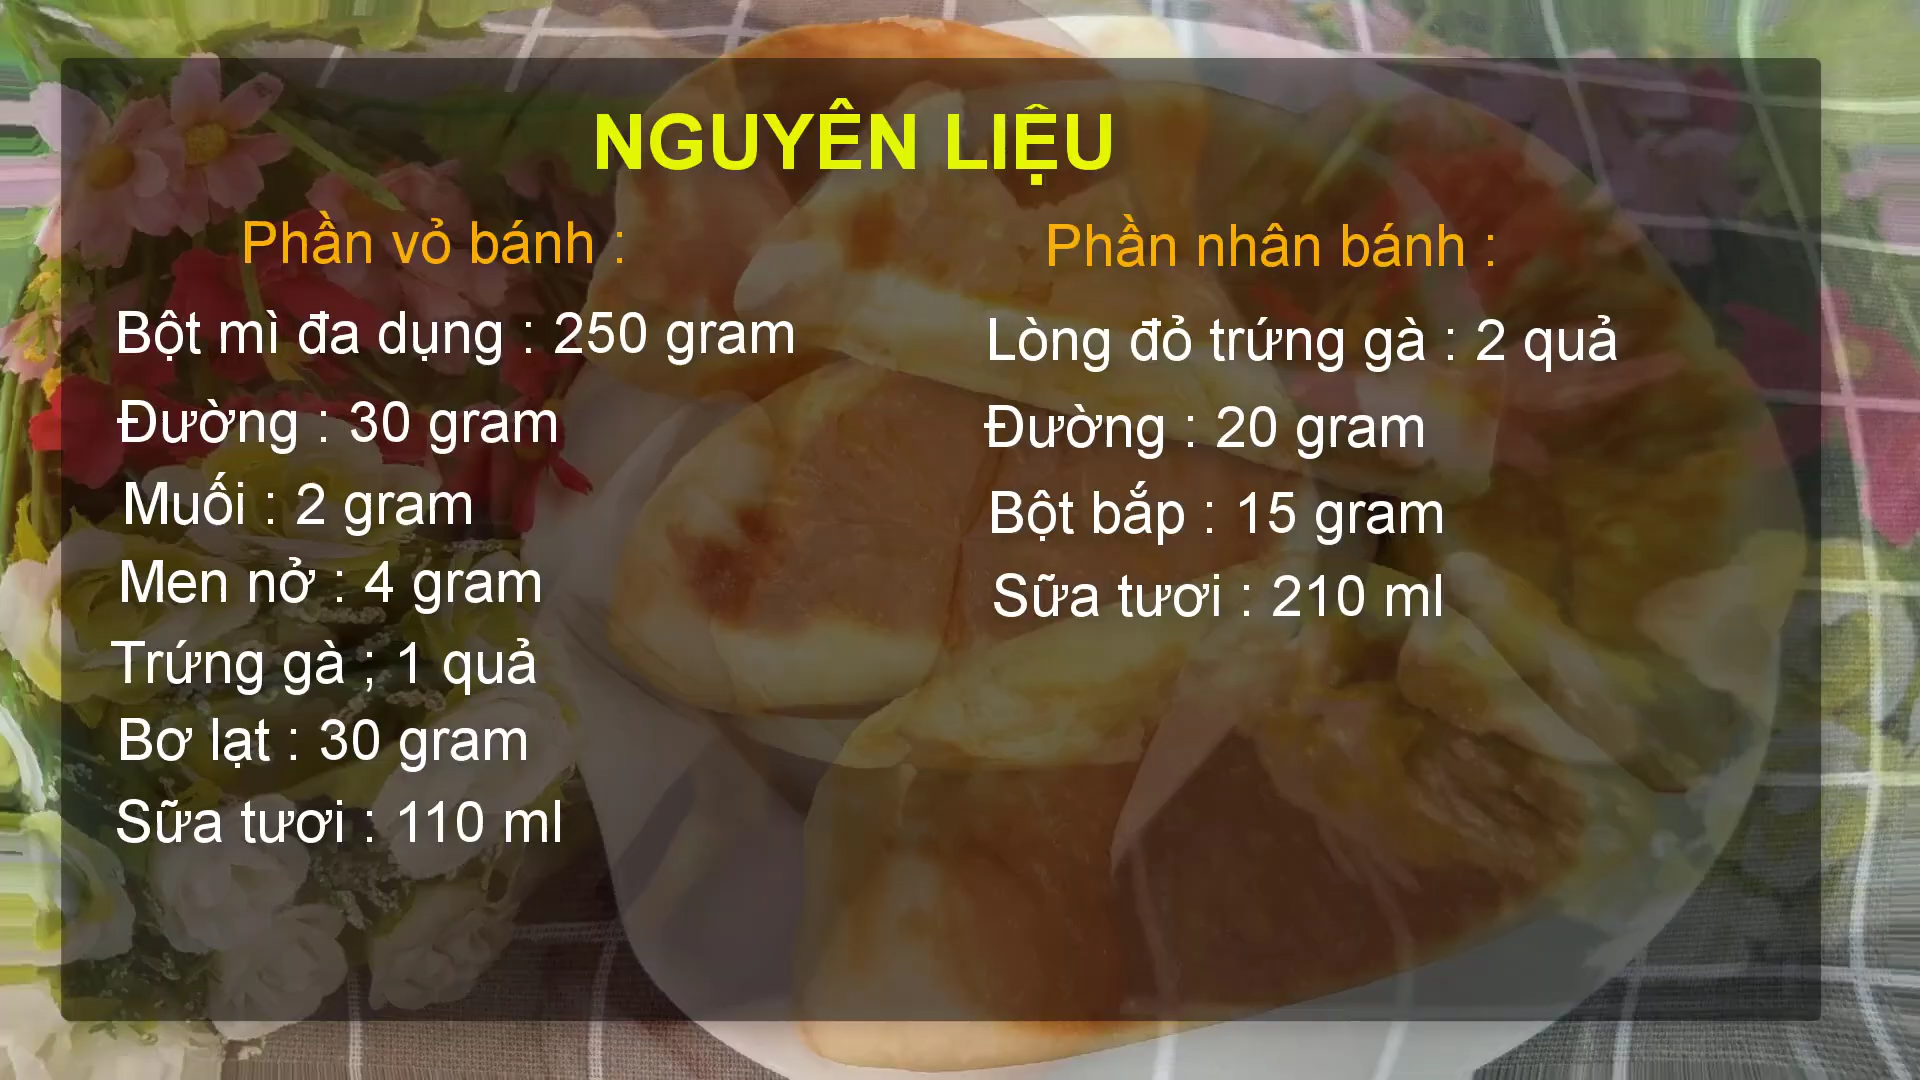 NGUYÊN LIỆU
Phần vỏ bánh :
Bột mì đa dụng : 250 gram
Đường : 30 gram
Muối : 2 gram
Men nở : 4 gram
Trứng gà ; 1 quả
Bơ lạt : 30 gram
Sữa tươi : 110 ml
Phần nhân bánh :
Lòng đỏ trứng gà : 2 quả
Đường : 20 gram
Bột bắp : 15 gram
Sữa tươi : 210 ml